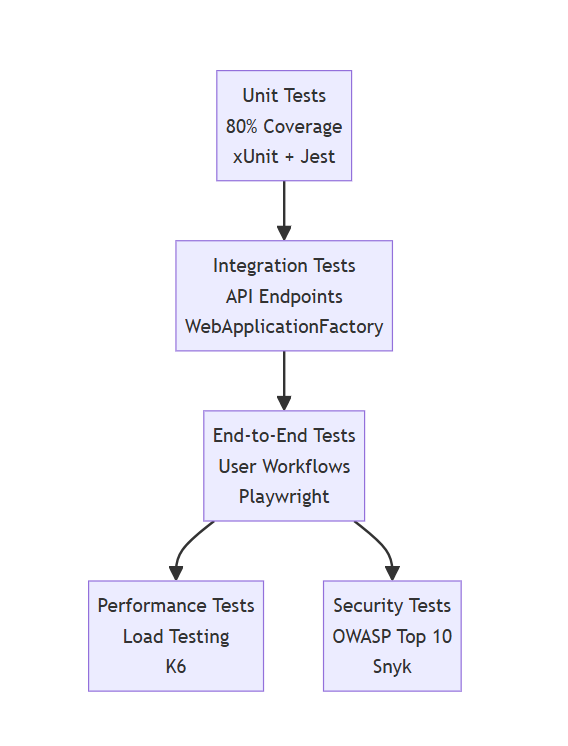 Unit Tests
80% Coverage
xUnit + Jest
Integration Tests
API Endpoints
WebApplicationFactory
End-to-End Tests
User Workflows
Playwright
Performance Tests
Load Testing
K6
Security Tests
OWASP Top 10
Snyk